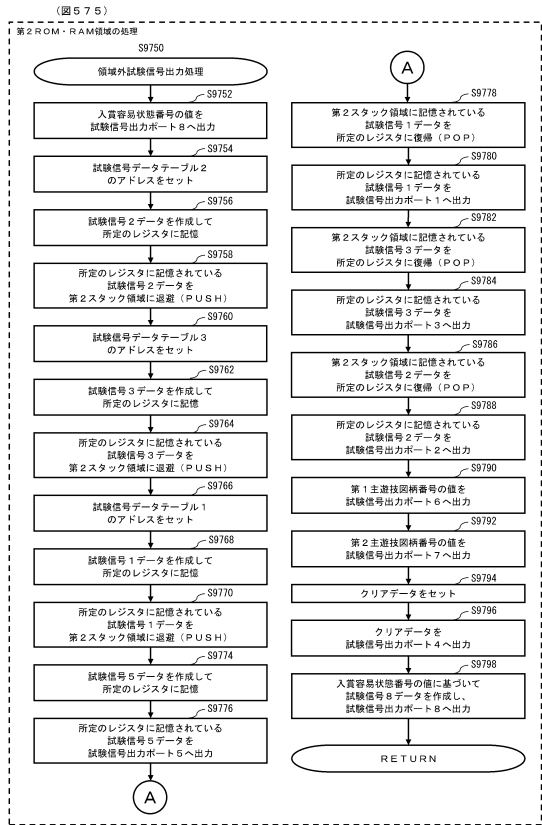 （図５７５）
第２ＲＯＭ・ＲＡＭ領域の処理
S9750
領域外試験信号出力処理
S9752
入賞容易状態番号の値を
試験信号出力ポート８へ出力
S9754
試験信号データテーブル２
のアドレスをセット
S9756
試験信号２データを作成して
所定のレジスタに記憶
S9758
所定のレジスタに記憶されている
試験信号２データを
第２スタック領域に退避（ＰＵＳＨ）
S9760
試験信号データテーブル３
のアドレスをセット
S9762
試験信号３データを作成して
所定のレジスタに記憶
S9764
所定のレジスタに記憶されている
試験信号３データを
第２スタック領域に退避（ＰＵＳＨ）
S9766
試験信号データテーブル１
のアドレスをセット
S9768
試験信号１データを作成して
所定のレジスタに記憶
S9770
所定のレジスタに記憶されている
試験信号１データを
第２スタック領域に退避（ＰＵＳＨ）
S9774
試験信号５データを作成して
所定のレジスタに記憶
S9776
所定のレジスタに記憶されている
試験信号５データを
試験信号出力ポート５へ出力
A
A
S9778
第２スタック領域に記憶されている
試験信号１データを
所定のレジスタに復帰（ＰＯＰ）
S9780
所定のレジスタに記憶されている
試験信号１データを
試験信号出力ポート１へ出力
S9782
第２スタック領域に記憶されている
試験信号３データを
所定のレジスタに復帰（ＰＯＰ）
S9784
所定のレジスタに記憶されている
試験信号３データを
試験信号出力ポート３へ出力
S9786
第２スタック領域に記憶されている
試験信号２データを
所定のレジスタに復帰（ＰＯＰ）
S9788
所定のレジスタに記憶されている
試験信号２データを
試験信号出力ポート２へ出力
S9790
第１主遊技図柄番号の値を
試験信号出力ポート６へ出力
S9792
第２主遊技図柄番号の値を
試験信号出力ポート７へ出力
S9794
クリアデータをセット
S9796
クリアデータを
試験信号出力ポート４へ出力
S9798
入賞容易状態番号の値に基づいて
試験信号８データを作成し、
試験信号出力ポート８へ出力
ＲＥＴＵＲＮ